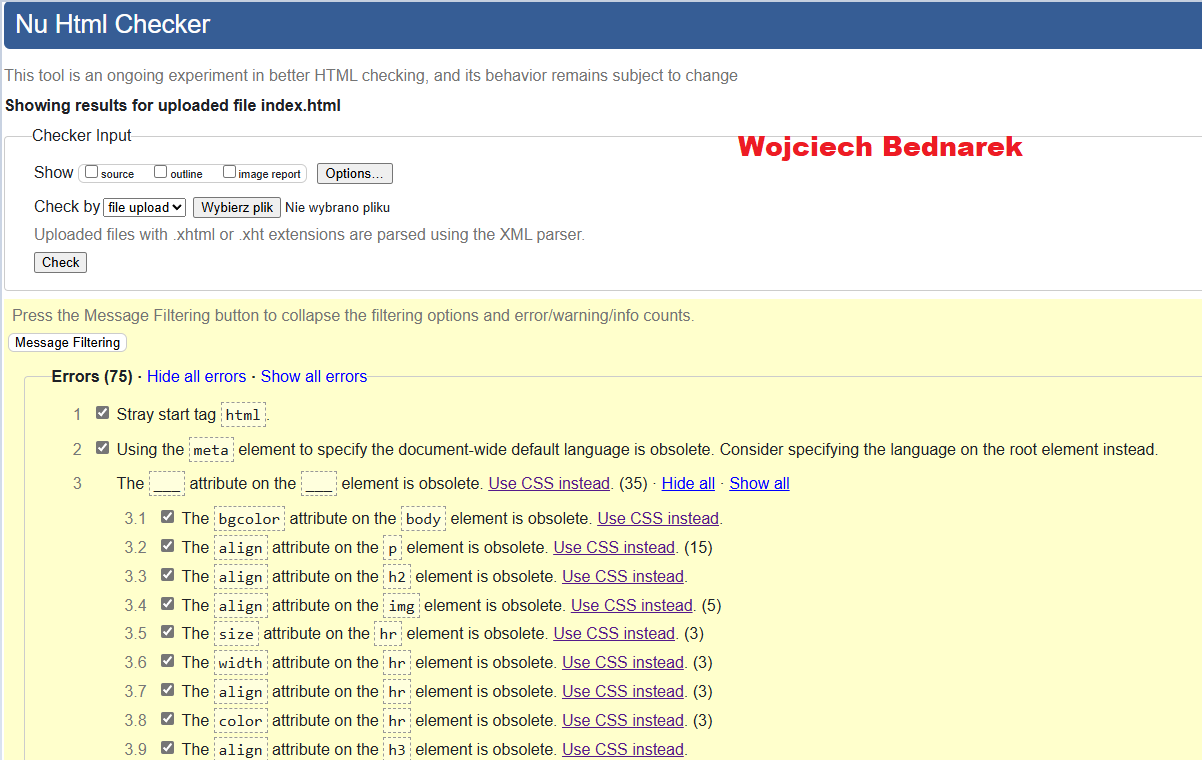 Nu Html Checker
This tool is an ongoing experiment in better HTML checking, and its behavior remains subject to change
Showing results for uploaded file index.html
Checker Input
Wojciech Bednarek
Show source outline image report Options...
Check by file upload Wybierz plik Nie wybrano pliku
Uploaded files with .xhtml or .xht extensions are parsed using the XML parser.
Check
Press the Message Filtering button to collapse the filtering options and error/warning/info counts.
Message Filtering
Errors (75) · Hide all errors · Show all errors
1 Stray start tag html.
2 Using the meta element to specify the document-wide default language is obsolete. Consider specifying the language on the root element instead.
3 The ___ attribute on the ___ element is obsolete. Use CSS instead. (35) · Hide all · Show all
3.1 The bgcolor attribute on the body element is obsolete. Use CSS instead.
3.2 The align attribute on the p element is obsolete. Use CSS instead. (15)
3.3 The align attribute on the h2 element is obsolete. Use CSS instead.
3.4 The align attribute on the img element is obsolete. Use CSS instead. (5)
3.5 The size attribute on the hr element is obsolete. Use CSS instead. (3)
3.6 The width attribute on the hr element is obsolete. Use CSS instead. (3)
3.7 The align attribute on the hr element is obsolete. Use CSS instead. (3)
3.8 The color attribute on the hr element is obsolete. Use CSS instead. (3)
3.9 The align attribute on the h3 element is obsolete. Use CSS instead.